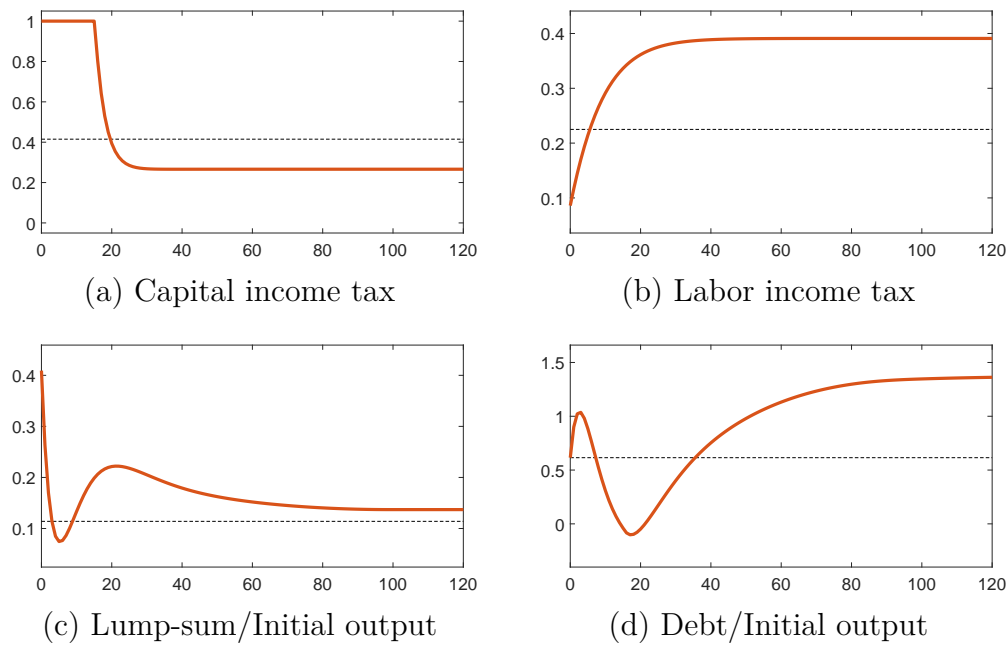 1
0.8
0.6
0.4
0.2
0
0 20 40 60 80 100 120
(a) Capital income tax
0.4
0.3
0.2
0.1
0 20 40 60 80 100 120
(b) Labor income tax
0.4
0.3
0.2
0.1
0 20 40 60 80 100 120
(c) Lump-sum/Initial output
1.5
1
0.5
0
0 20 40 60 80 100 120
(d) Debt/Initial output